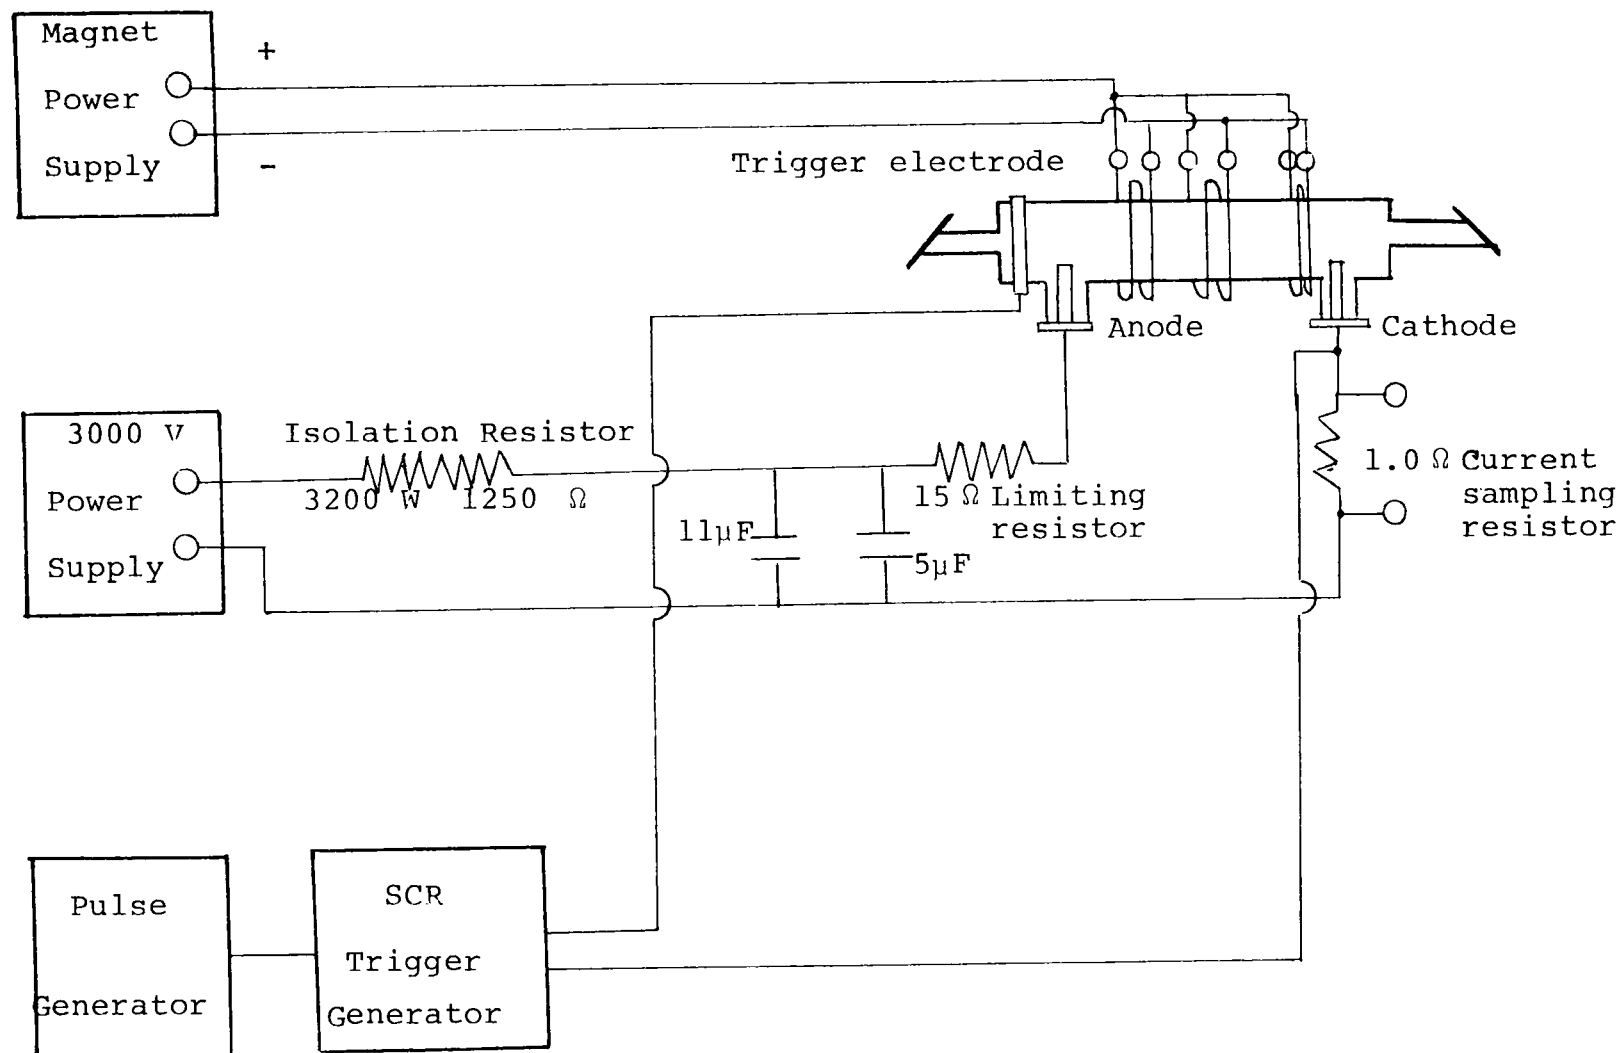 Magnet
Power
Supply
+
-
Trigger electrode
Anode
Cathode
3000 V
Power
Supply
Isolation Resistor
3200 W 1250 Ω
11µF
5µF
15 Ω Limiting
resistor
1.0 Ω Current
sampling
resistor
Pulse
Generator
SCR
Trigger
Generator